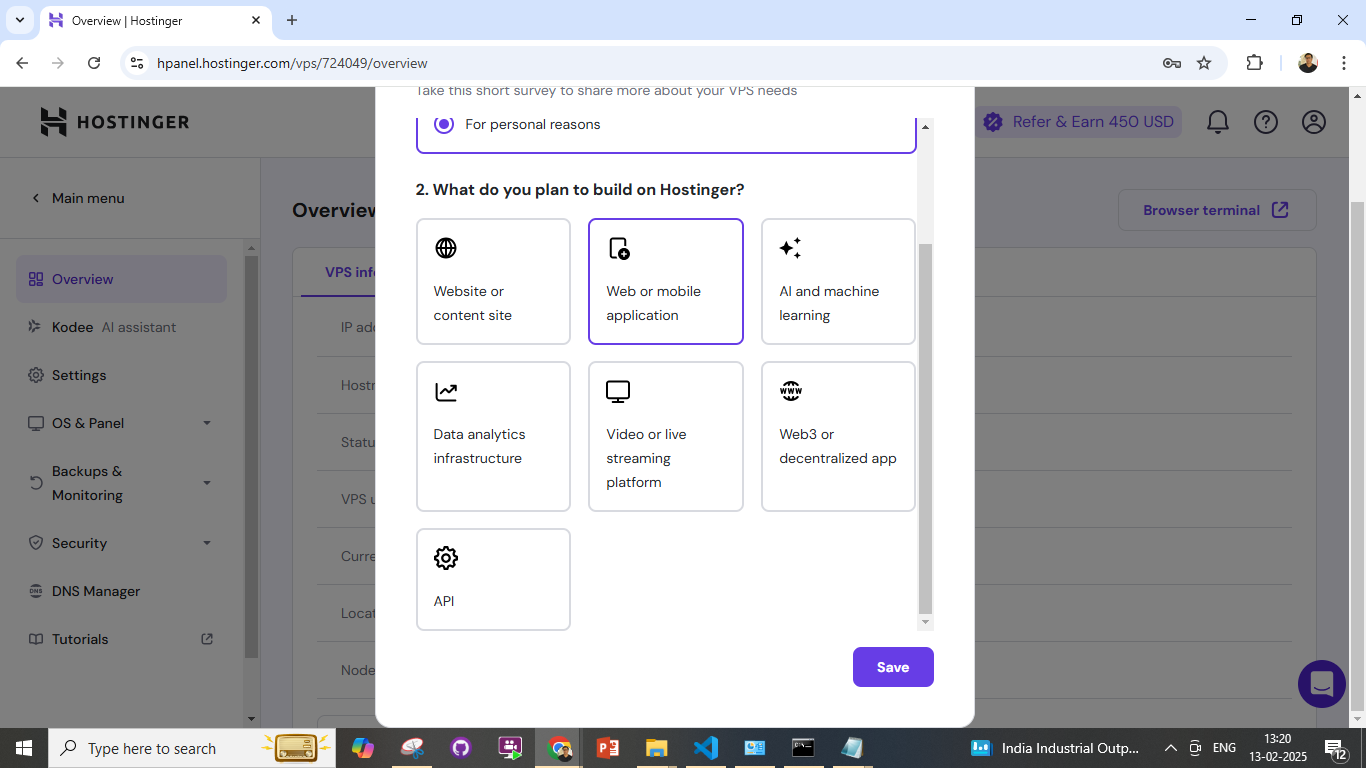 Overview | Hostinger
hpanel.hostinger.com/vps/724049/overview
Take this short survey to share more about your VPS needs
HOSTINGER
For personal reasons
Refer & Earn 450 USD
Main menu
2. What do you plan to build on Hostinger?
Overview
Browser terminal
VPS info
Overview
Website or
content site
Web or mobile
application
AI and machine
learning
Kodee AI assistant
IP add
Settings
Hostn
OS & Panel
Data analytics
infrastructure
Video or live
streaming
platform
Web3 or
decentralized app
Statu
Backups &
Monitoring
VPS u
Security
Curre
DNS Manager
API
Locat
Tutorials
Node
Save
Type here to search
India Industrial Outp...
ENG
13:20
13-02-2025
12